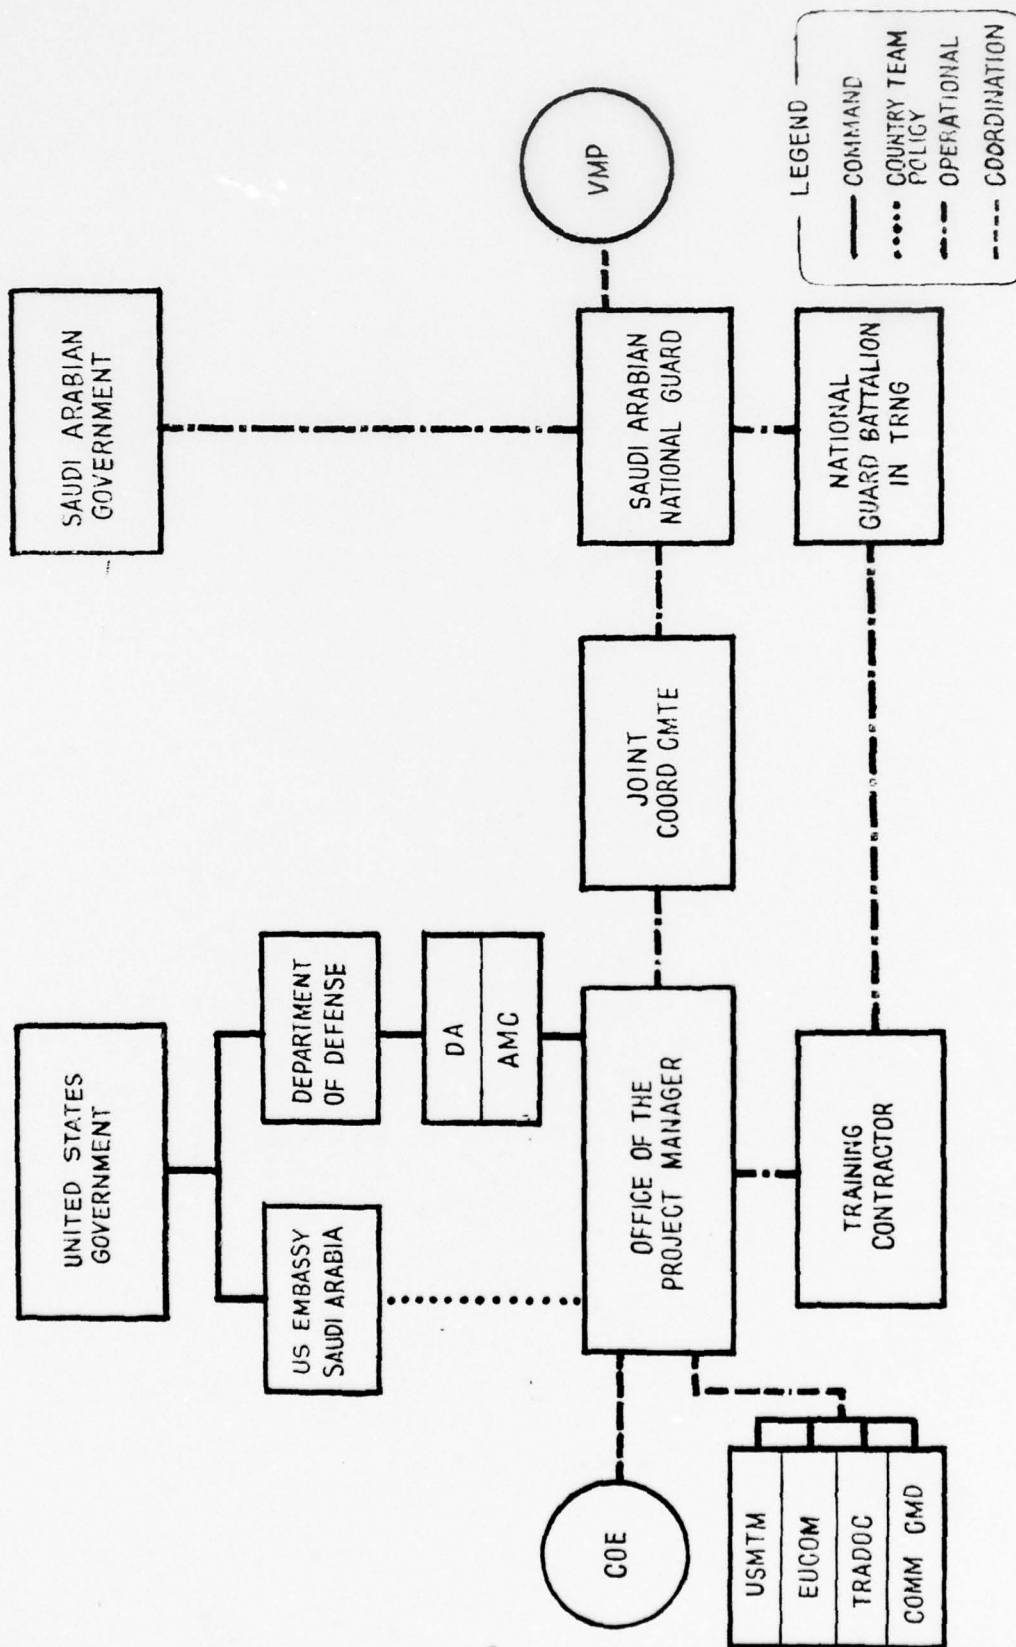 UNITED STATES
GOVERNMENT
SAUDI ARABIAN
GOVERNMENT
US EMBASSY
SAUDI ARABIA
DEPARTMENT
OF DEFENSE
DA
AMC
COE
OFFICE OF THE
PROJECT MANAGER
JOINT
COORD CMTE
SAUDI ARABIAN
NATIONAL GUARD
VMP
USMTM
EUCOM
TRADOC
COMM CMD
TRAINING
CONTRACTOR
NATIONAL
GUARD BATTALION
IN TRNG
LEGEND
COMMAND
COUNTRY TEAM
POLICY
OPERATIONAL
COORDINATION